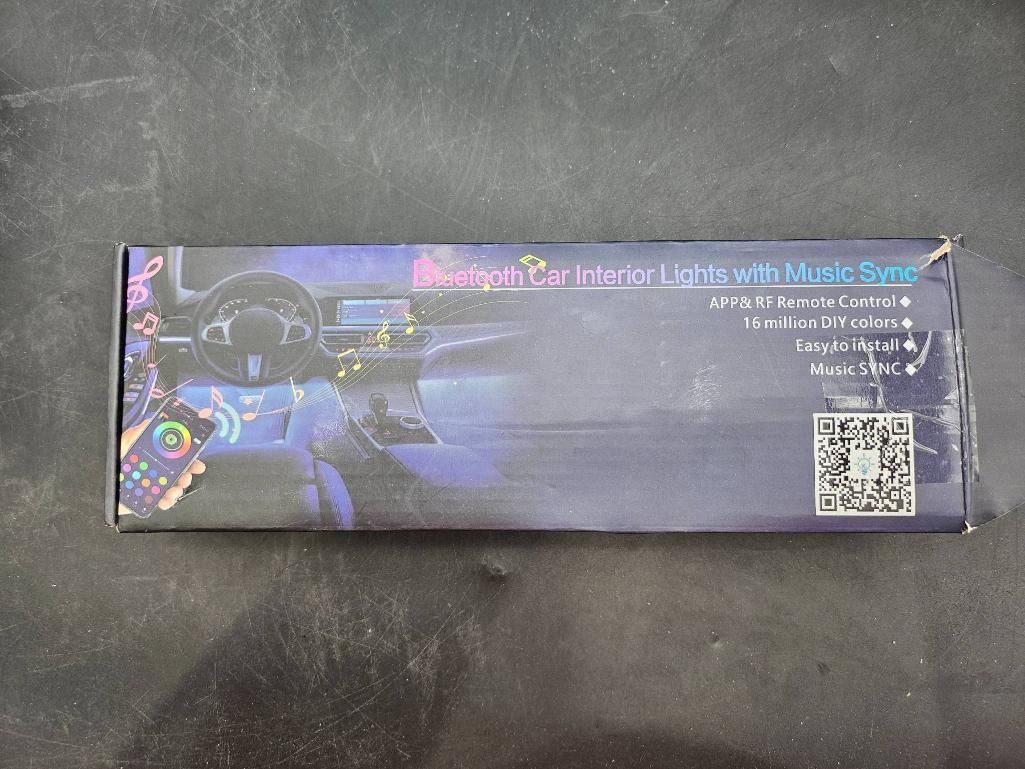 Bluetooth Car Interior Lights with Music Sync
APP& RF Remote Control ◆
16 million DIY colors ◆
Easy to install ◆
Music SYNC ◆